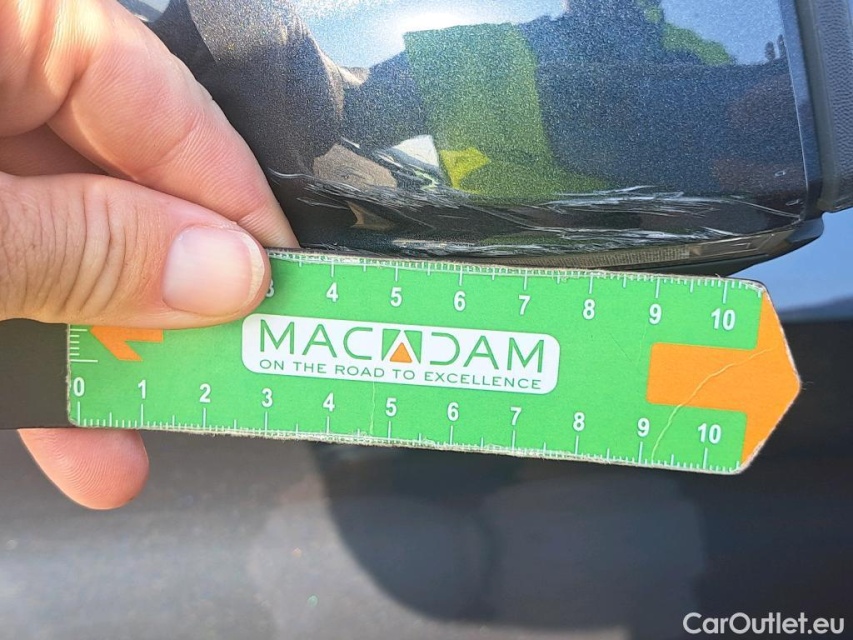 3 4 5 6 7 8 9 10
MACADAM
ON THE ROAD TO EXCELLENCE
0 1 2 3 4 5 6 7 8 9 10
CarOutlet.eu